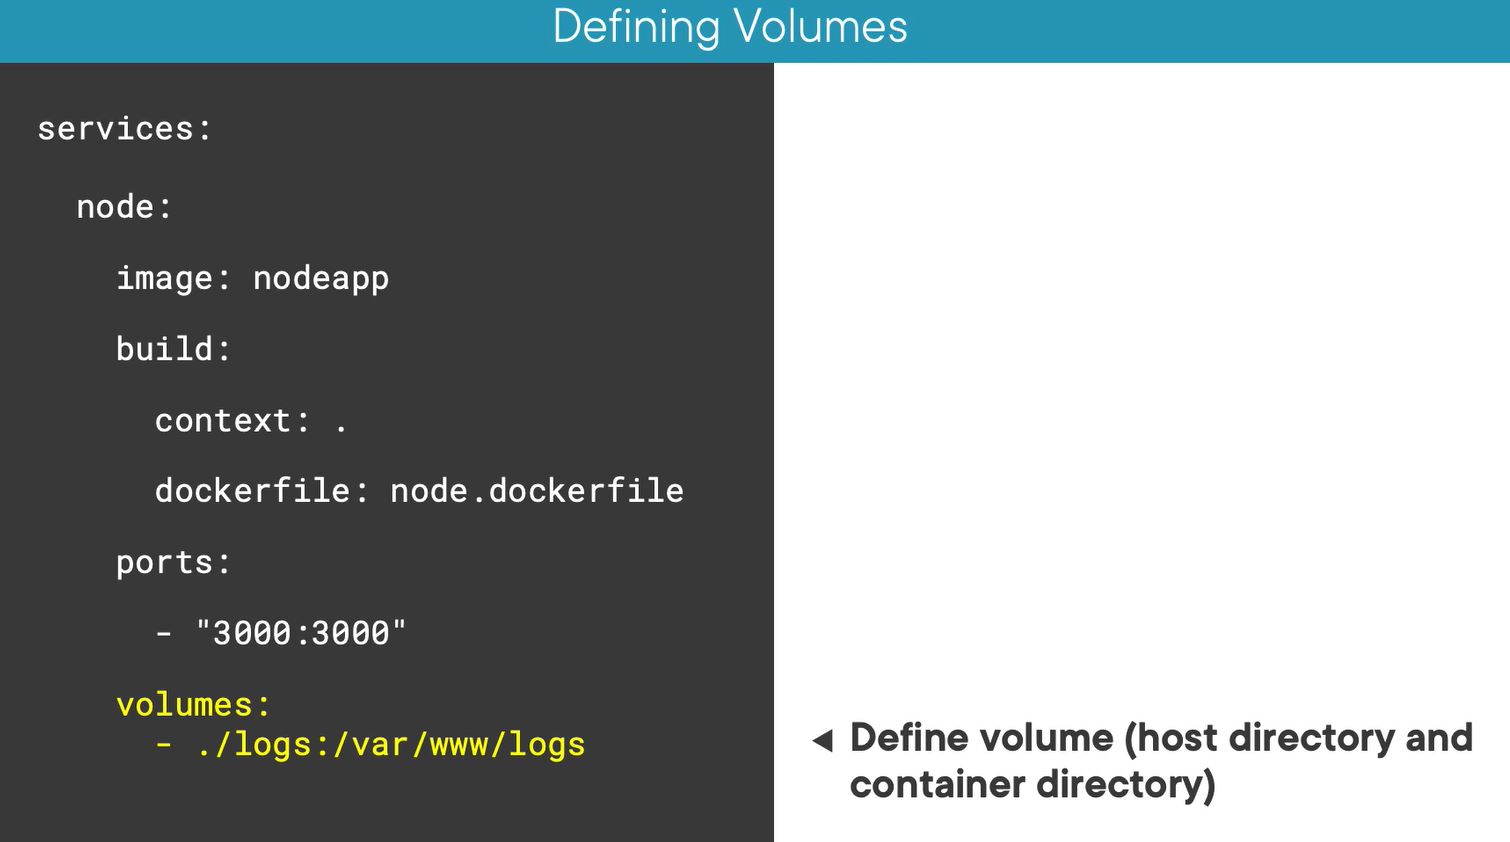 Defining Volumes
services:
  node:
    image: nodeapp
    build:
      context: .
      dockerfile: node.dockerfile
    ports:
      - "3000:3000"
    volumes:
      - ./logs:/var/www/logs
Define volume (host directory and
container directory)